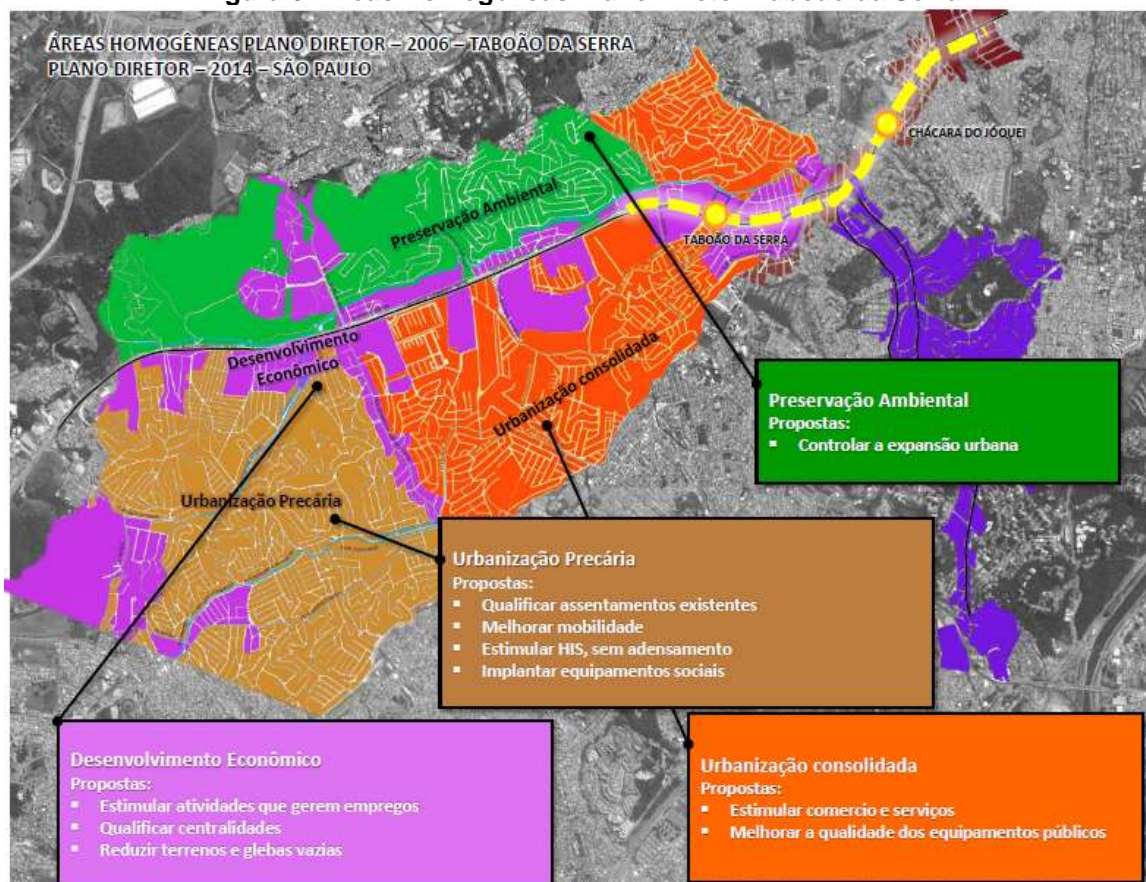 ÁREAS HOMOGÊNEAS PLANO DIRETOR – 2006 – TABOÃO DA SERRA
PLANO DIRETOR – 2014 – SÃO PAULO
CHÁCARA DO JÓQUEI
TABOÃO DA SERRA
Preservação Ambiental
Desenvolvimento
Econômico
Urbanização consolidada
Urbanização Precária
Preservação Ambiental
Propostas:
▪ Controlar a expansão urbana
Urbanização Precária
Propostas:
▪ Qualificar assentamentos existentes
▪ Melhorar mobilidade
▪ Estimular HIS, sem adensamento
▪ Implantar equipamentos sociais
Desenvolvimento Econômico
Propostas:
▪ Estimular atividades que gerem empregos
▪ Qualificar centralidades
▪ Reduzir terrenos e glebas vazias
Urbanização consolidada
Propostas:
▪ Estimular comercio e serviços
▪ Melhorar a qualidade dos equipamentos públicos